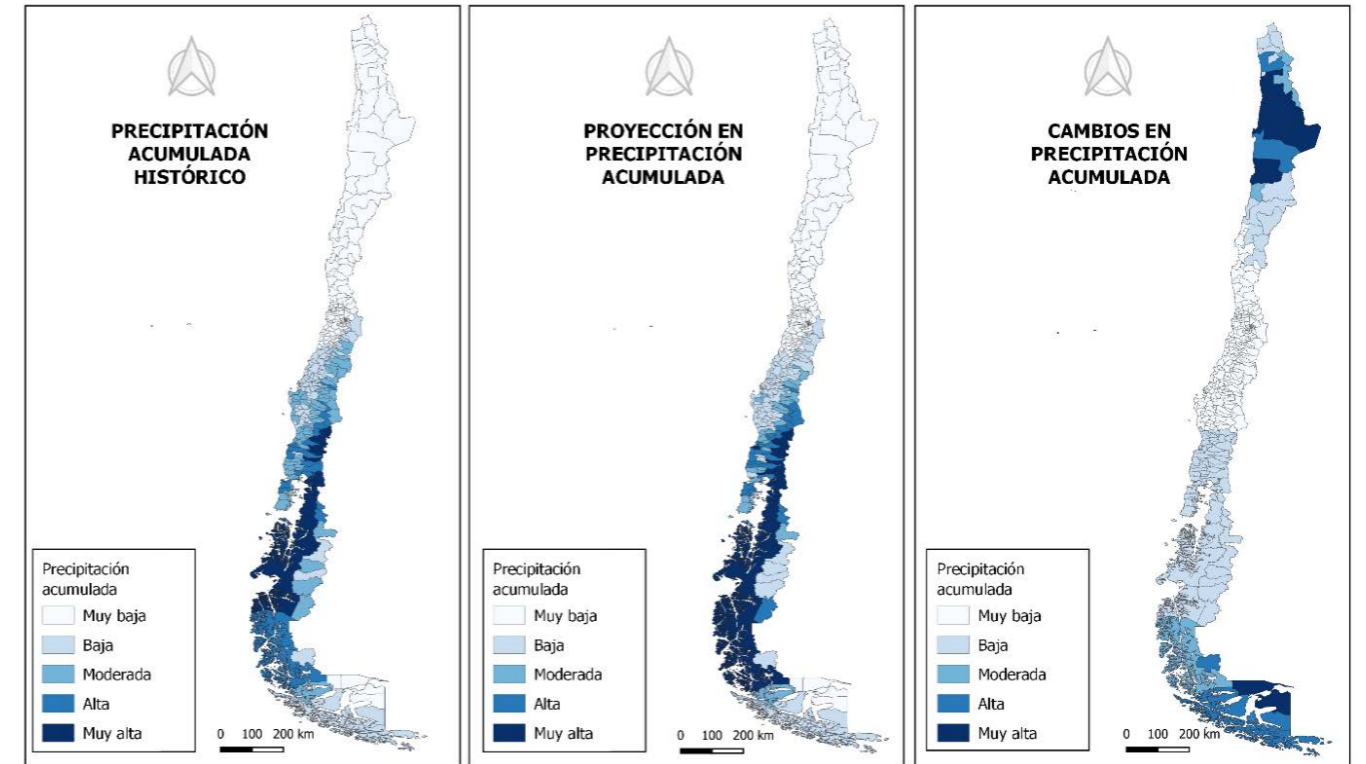 PRECIPITACIÓN
ACUMULADA
HISTÓRICO
Precipitación
acumulada
Muy baja
Baja
Moderada
Alta
Muy alta
0 100 200 km
PROYECCIÓN EN
PRECIPITACIÓN
ACUMULADA
Precipitación
acumulada
Muy baja
Baja
Moderada
Alta
Muy alta
0 100 200 km
CAMBIOS EN
PRECIPITACIÓN
ACUMULADA
Precipitación
acumulada
Muy baja
Baja
Moderada
Alta
Muy alta
0 100 200 km